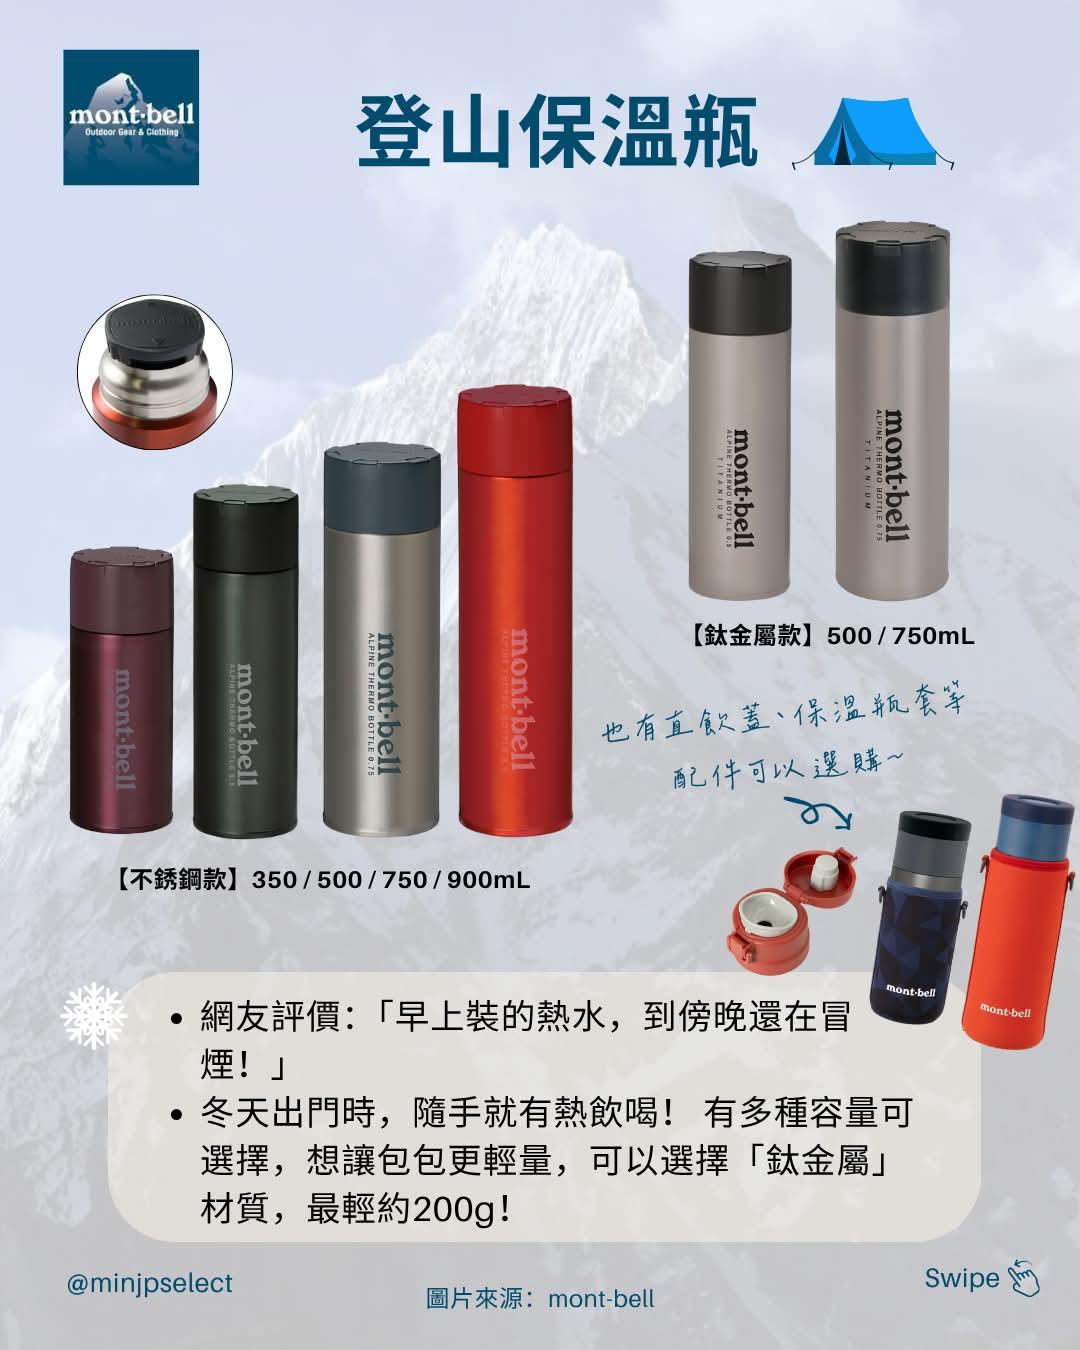 mont·bell
Outdoor Gear & Clothing
登山保溫瓶
mont·bell
mont·bell
ALPINE THERMO BOTTLE 0.5
mont·bell
ALPINE THERMO BOTTLE 0.75
mont·bell
ALPINE THERMO BOTTLE
mont·bell
ALPINE THERMO BOTTLE 0.5
TITANIUM
mont·bell
ALPINE THERMO BOTTLE 0.75
TITANIUM
【鈦金屬款】500 / 750mL
也有直飲蓋、保溫瓶套等
配件可以選購~
【不銹鋼款】350 / 500 / 750 / 900mL
mont·bell
mont·bell
• 網友評價：「早上裝的熱水，到傍晚還在冒
煙！」
• 冬天出門時，隨手就有熱飲喝！ 有多種容量可
選擇，想讓包包更輕量，可以選擇「鈦金屬」
材質，最輕約200g！
@minjpselect
圖片來源：mont-bell
Swipe